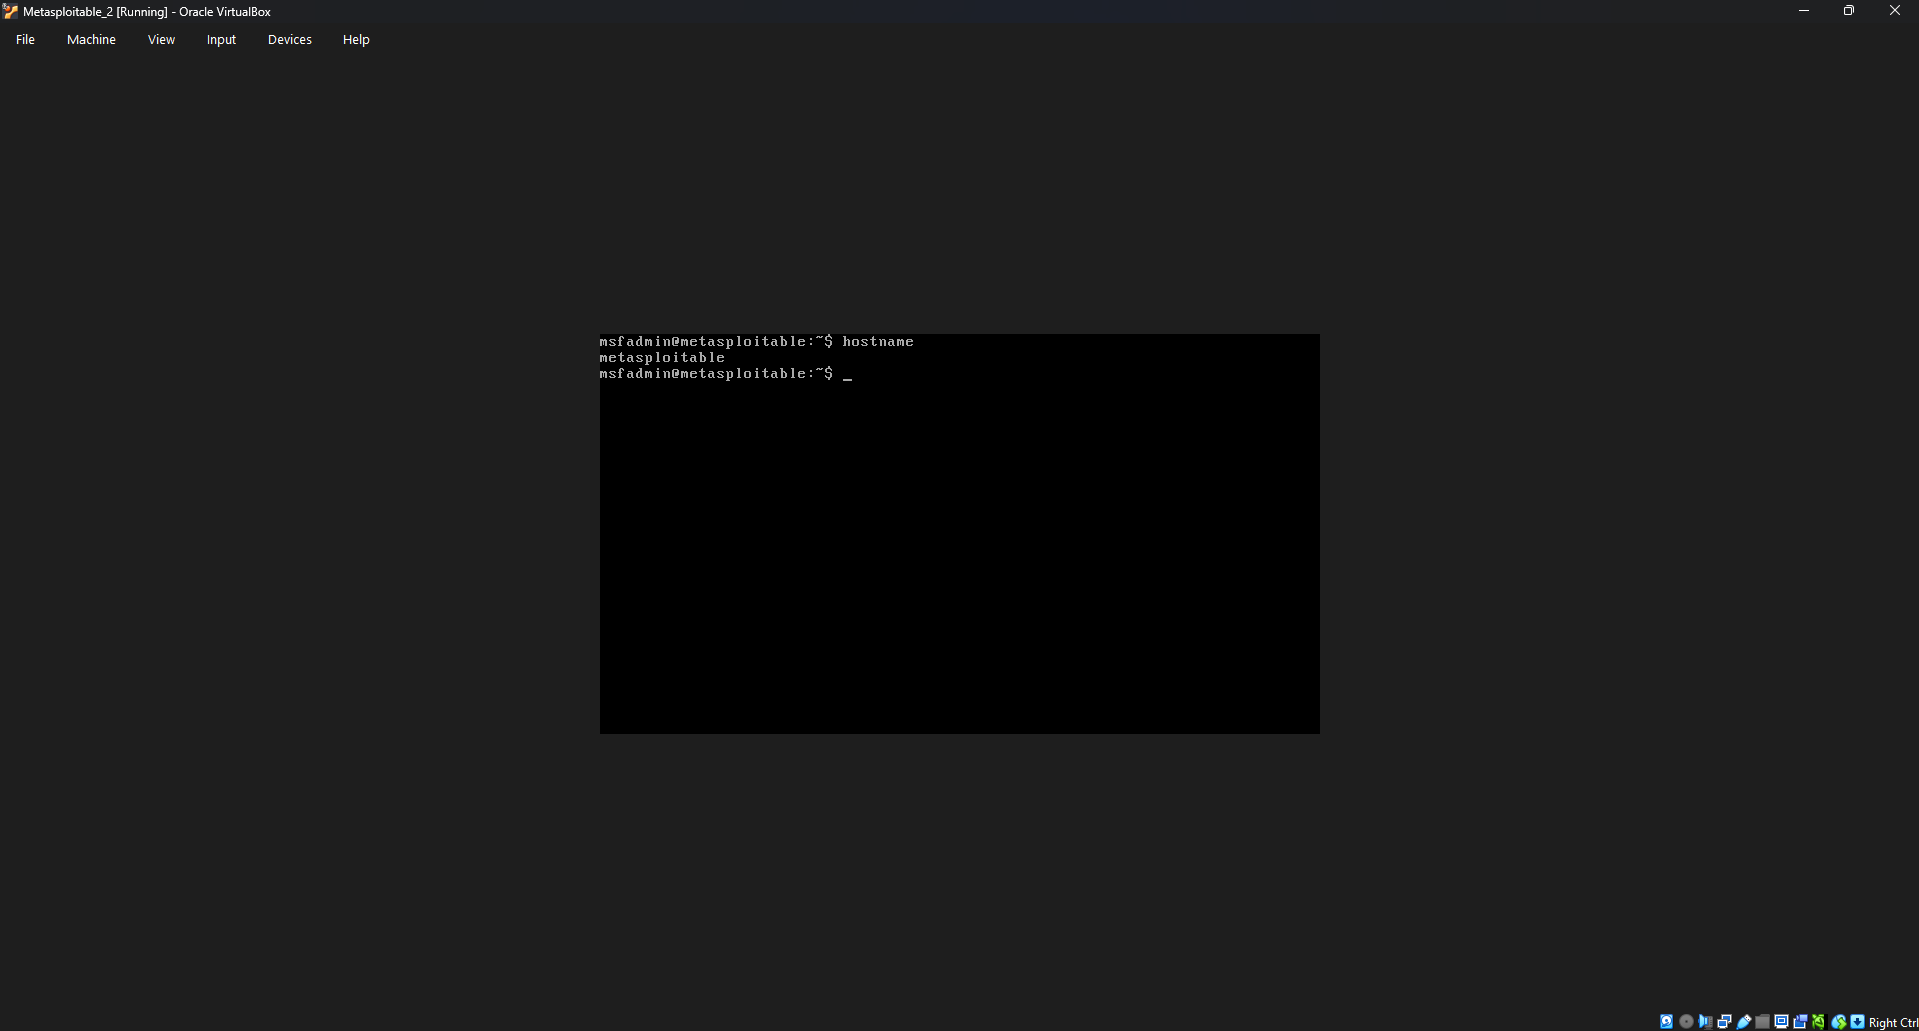 Metasploitable_2 [Running] - Oracle VirtualBox
File Machine View Input Devices Help
msfadmin@metasploitable:~$ hostname
metasploitable
msfadmin@metasploitable:~$ _
Right Ctrl